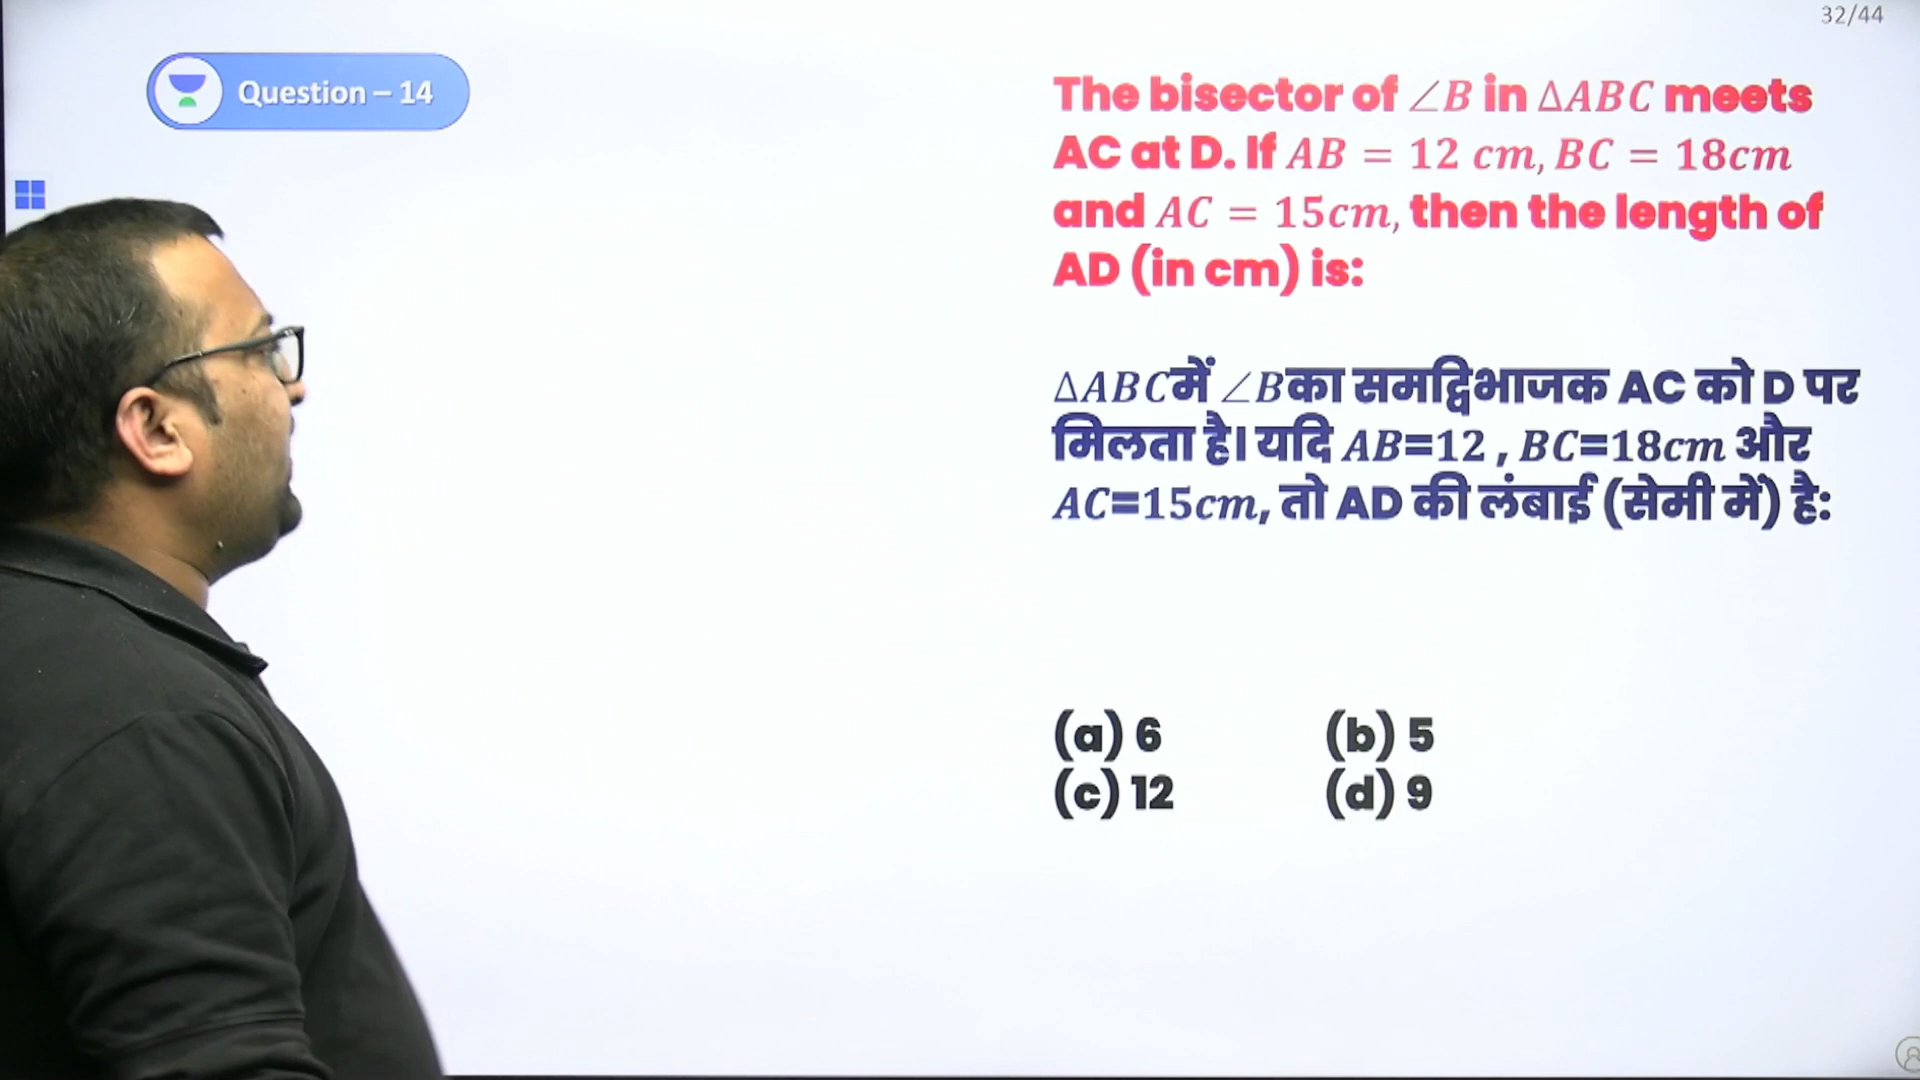 32/44
Question – 14
The bisector of ∠B in ΔABC meets
AC at D. If AB = 12 cm, BC = 18cm
and AC = 15cm, then the length of
AD (in cm) is:
ΔABCमें ∠Bका समद्विभाजक AC को D पर
मिलता है। यदि AB=12 , BC=18cm और
AC=15cm, तो AD की लंबाई (सेमी में) है:
(a) 6 (b) 5
(c) 12 (d) 9